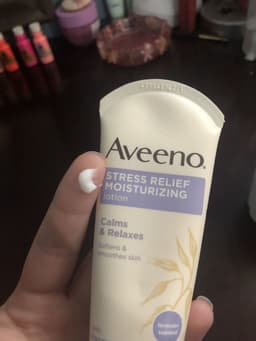 Aveeno.
STRESS RELIEF
MOISTURIZING
lotion
Calms
& Relaxes
Softens &
smoothes skin